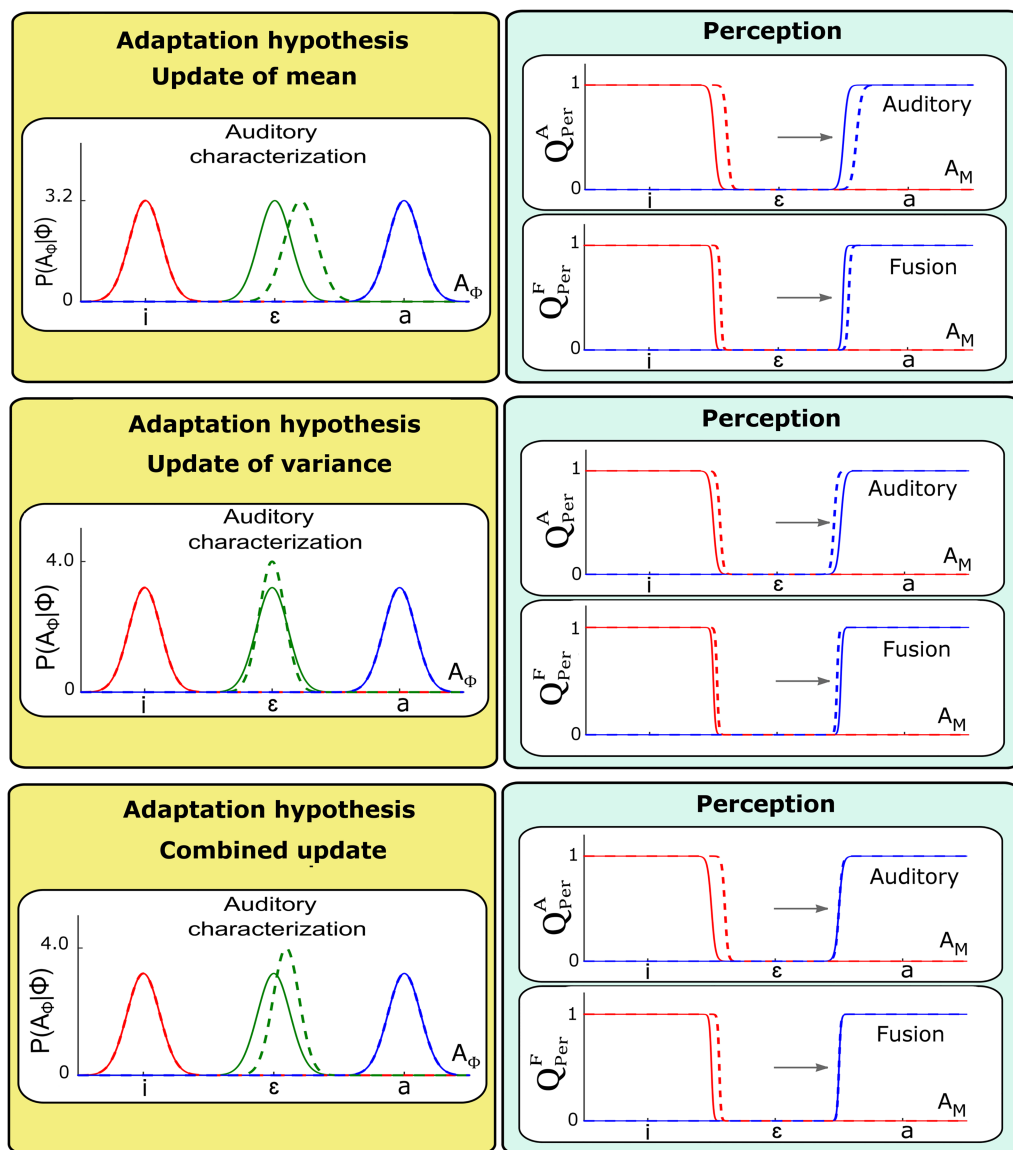 Adaptation hypothesis
Update of mean
Auditory
characterization
3.2
P(A_Φ|Φ)
0
A_Φ
i
ε
a
Perception
1
Q^A_Per
Auditory
A_M
0
i
ε
a
1
Q^F_Per
Fusion
A_M
0
i
ε
a
Adaptation hypothesis
Update of variance
Auditory
characterization
4.0
P(A_Φ|Φ)
0
A_Φ
i
ε
a
Perception
1
Q^A_Per
Auditory
A_M
0
i
ε
a
1
Q^F_Per
Fusion
A_M
0
i
ε
a
Adaptation hypothesis
Combined update
Auditory
characterization
4.0
P(A_Φ|Φ)
0
A_Φ
i
ε
a
Perception
1
Q^A_Per
Auditory
A_M
0
i
ε
a
1
Q^F_Per
Fusion
A_M
0
i
ε
a